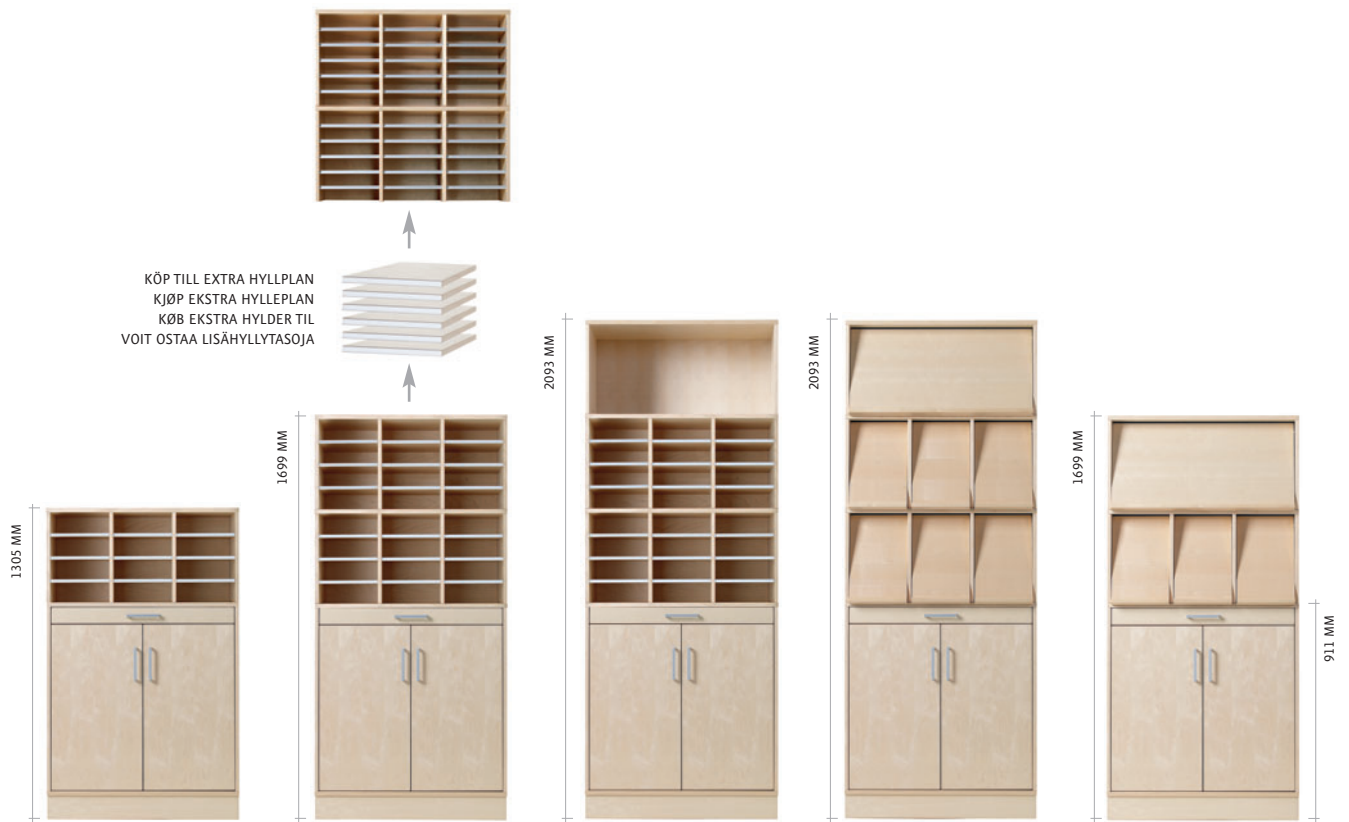 KÖP TILL EXTRA HYLLPLAN
KJØP EKSTRA HYLLEPLAN
KØB EKSTRA HYLDER TIL
VOIT OSTAA LISÄHYLLYTASOJA
1305 MM
1699 MM
2093 MM
2093 MM
1699 MM
911 MM